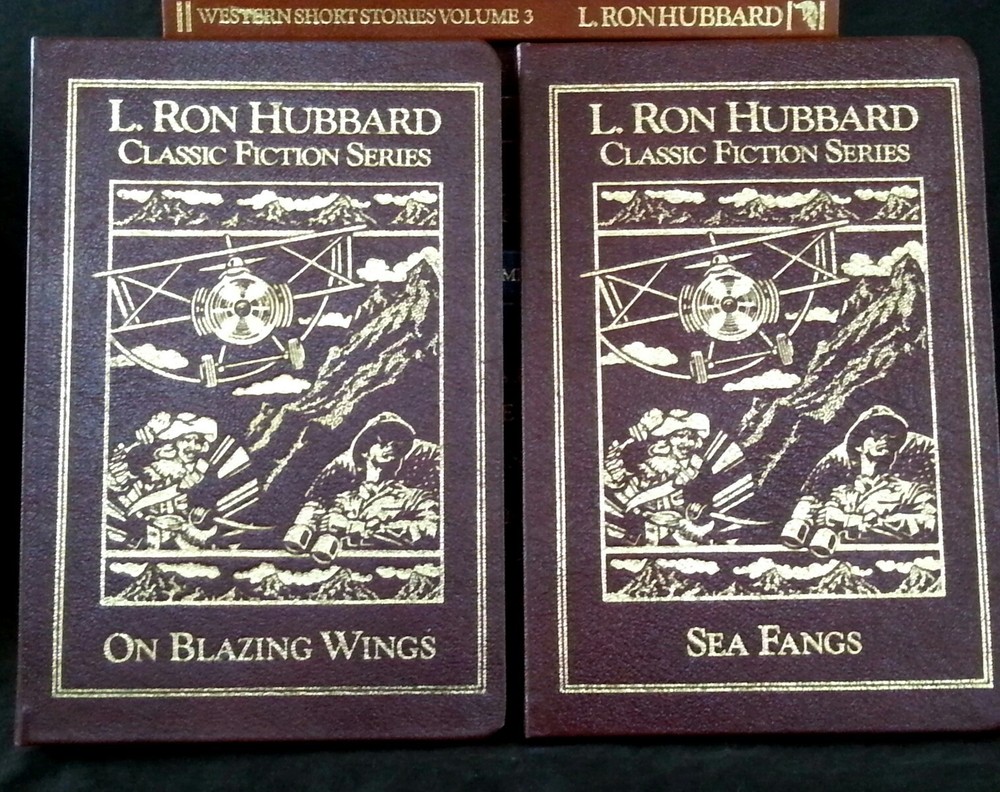 WESTERN SHORT STORIES VOLUME 3 L. RON HUBBARD
L. RON HUBBARD
CLASSIC FICTION SERIES
ON BLAZING WINGS
L. RON HUBBARD
CLASSIC FICTION SERIES
SEA FANGS